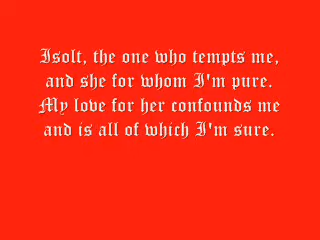 Isolt, the one who tempts me,
and she for whom I'm pure.
My love for her confounds me
and is all of which I'm sure.